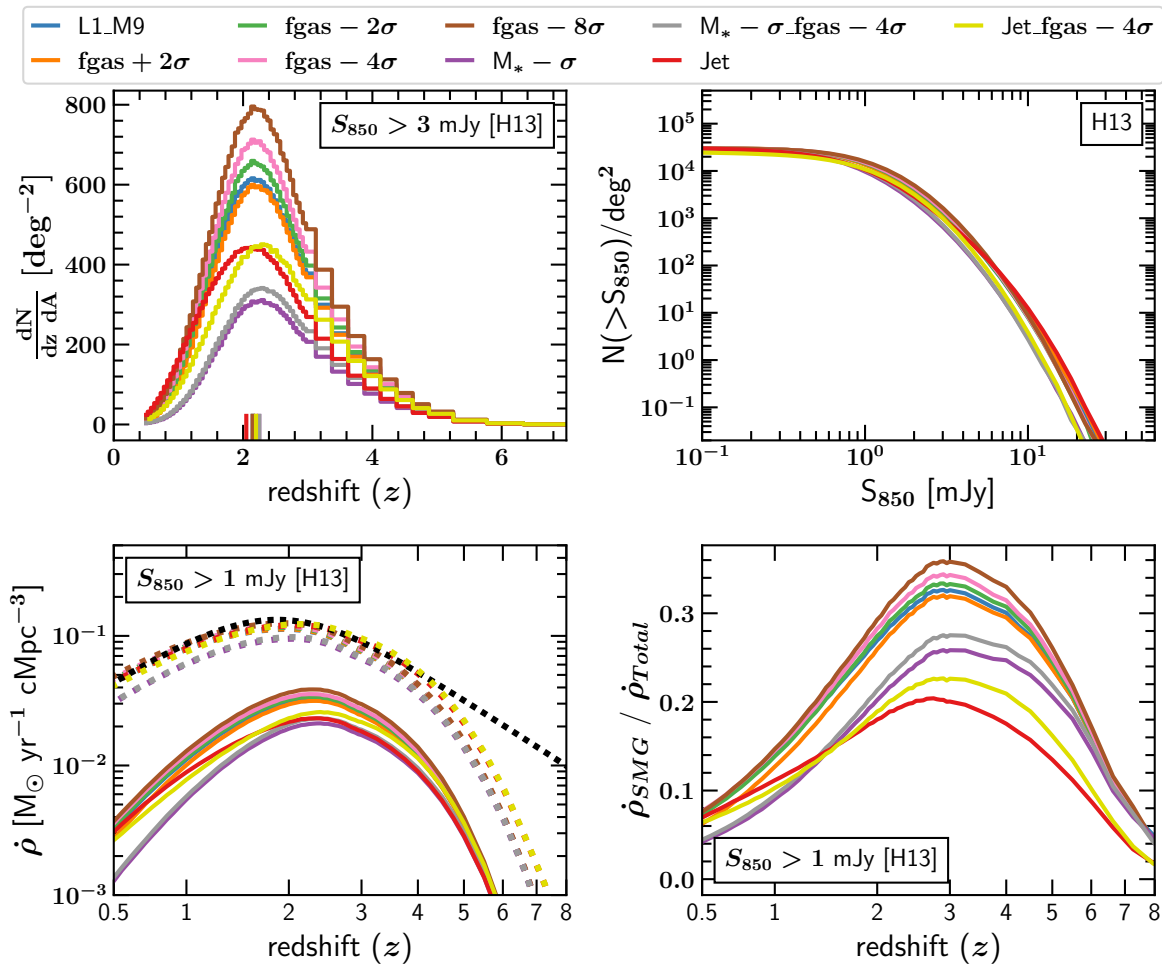 L1_M9 fgas − 2σ fgas − 8σ M* − σ_fgas − 4σ Jet_fgas − 4σ
fgas + 2σ fgas − 4σ M* − σ Jet
S850 > 3 mJy [H13]
dN/dz dA [deg−2]
800
600
400
200
0
0 2 4 6
redshift (z)
H13
N(>S850)/deg2
10^5
10^4
10^3
10^2
10^1
10^0
10^−1
10^−1 10^0 10^1
S850 [mJy]
S850 > 1 mJy [H13]
ρ̇ [M⊙ yr−1 cMpc−3]
10^−1
10^−2
10^−3
0.5 1 2 3 4 5 6 7 8
redshift (z)
ρ̇SMG / ρ̇Total
0.3
0.2
0.1
0.0
S850 > 1 mJy [H13]
0.5 1 2 3 4 5 6 7 8
redshift (z)